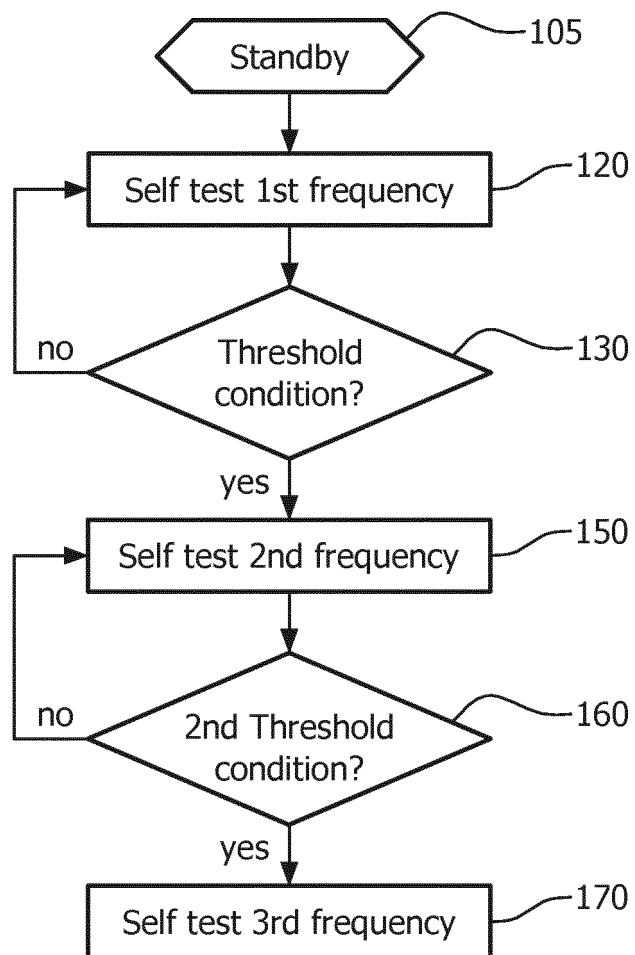 Standby
105
Self test 1st frequency
120
Threshold
condition?
130
no
yes
Self test 2nd frequency
150
2nd Threshold
condition?
160
no
yes
Self test 3rd frequency
170